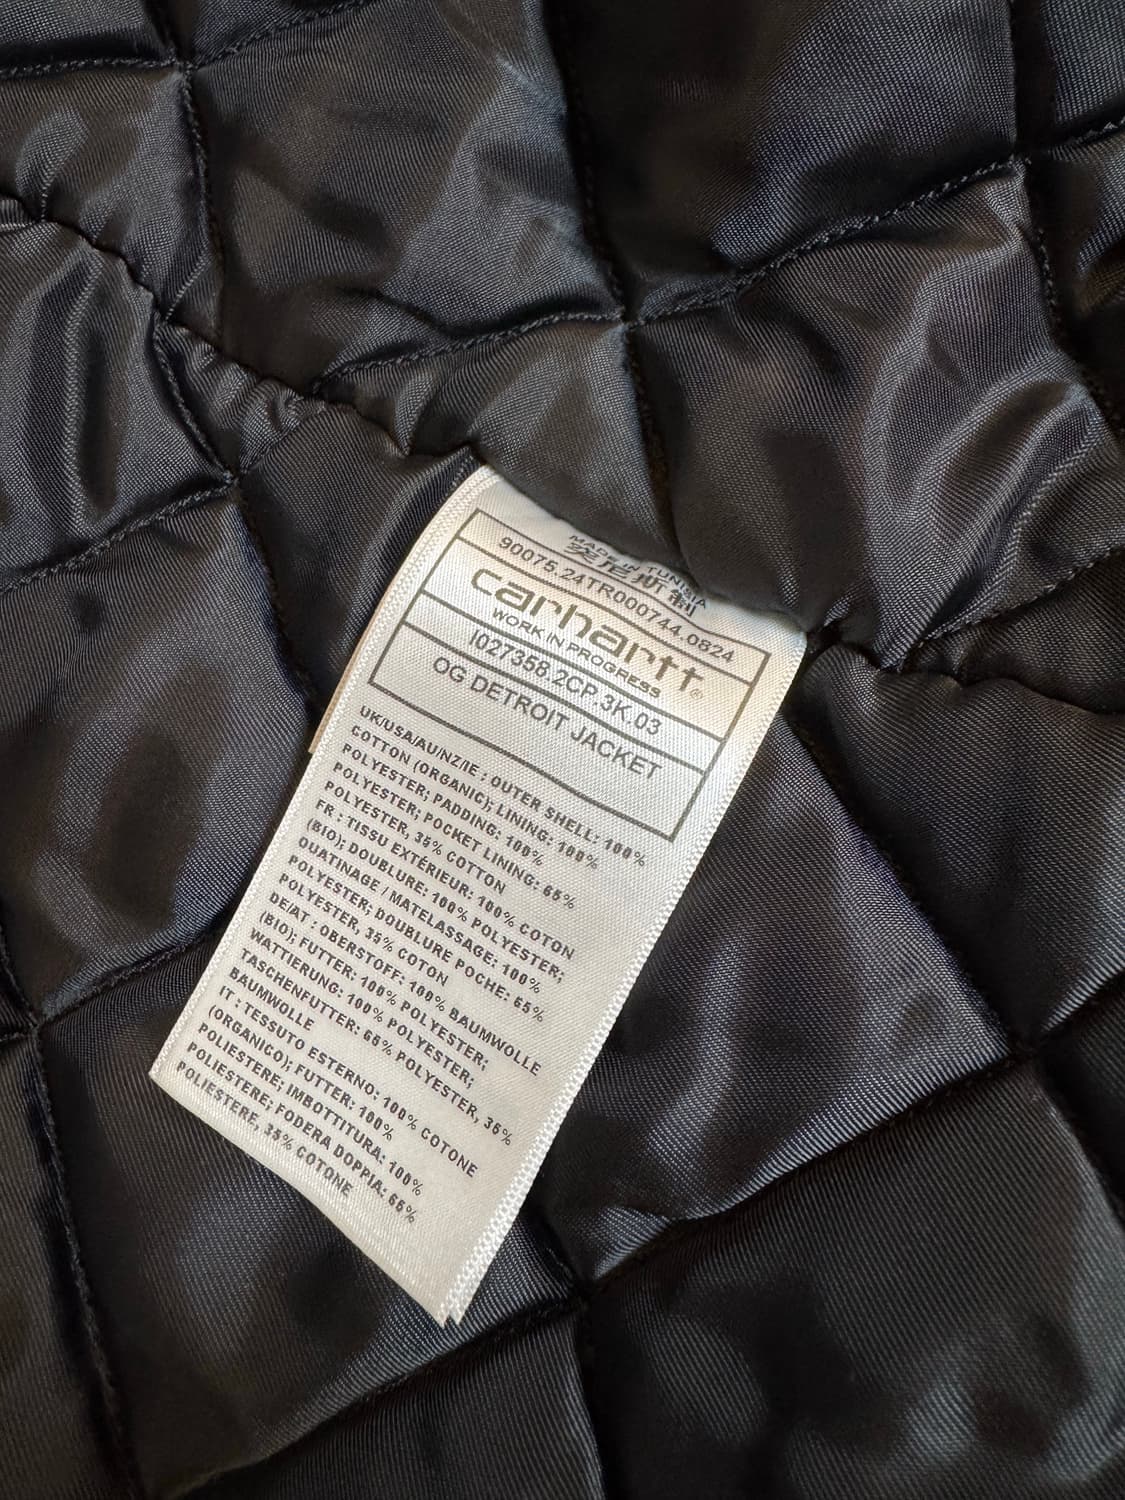 MADE IN TUNISIA
突尼斯 制
90075.24TR000744.0824
carhartt®
WORK IN PROGRESS
I027358.2CP.3K.03
OG DETROIT JACKET
UK/USA/AU/NZ/IE : OUTER SHELL: 100%
COTTON (ORGANIC); LINING: 100%
POLYESTER; PADDING: 100%
POLYESTER; POCKET LINING: 65%
POLYESTER, 35% COTTON
FR : TISSU EXTÉRIEUR: 100% COTON
(BIO); DOUBLURE: 100% POLYESTER;
OUATINAGE / MATELASSAGE: 100%
POLYESTER; DOUBLURE POCHE: 65%
POLYESTER, 35% COTON
DE/AT : OBERSTOFF: 100% BAUMWOLLE
(BIO); FUTTER: 100% POLYESTER;
WATTIERUNG: 100% POLYESTER;
TASCHENFUTTER: 65% POLYESTER, 35%
BAUMWOLLE
IT : TESSUTO ESTERNO: 100% COTONE
(ORGANICO); FUTTER: 100%
POLIESTERE; IMBOTTITURA: 100%
POLIESTERE; FODERA DOPPIA: 65%
POLIESTERE, 35% COTONE